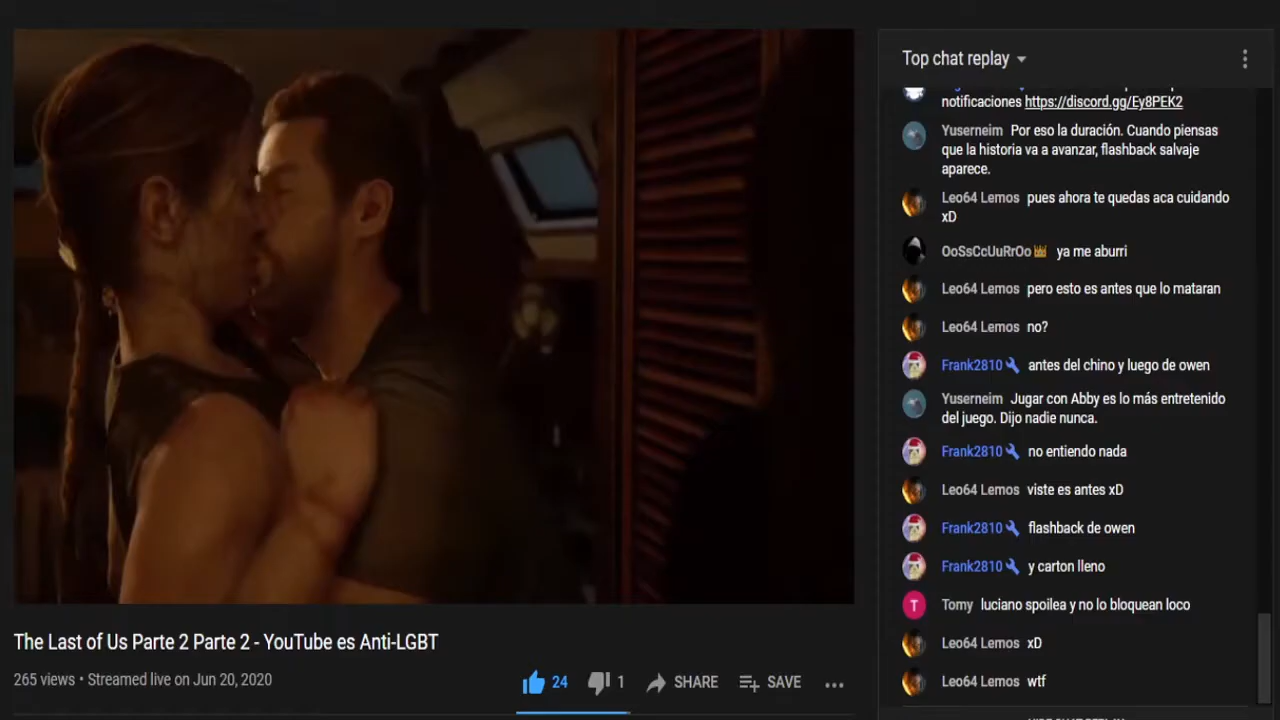 Top chat replay
notificaciones https://discord.gg/Ey8PEK2
Yuserneim Por eso la duración. Cuando piensas
que la historia va a avanzar, flashback salvaje
aparece.
Leo64 Lemos pues ahora te quedas aca cuidando
xD
OoSsCcUuRrOo ya me aburri
Leo64 Lemos pero esto es antes que lo mataran
Leo64 Lemos no?
Frank2810 antes del chino y luego de owen
Yuserneim Jugar con Abby es lo más entretenido
del juego. Dijo nadie nunca.
Frank2810 no entiendo nada
Leo64 Lemos viste es antes xD
Frank2810 flashback de owen
Frank2810 y carton lleno
T Tomy luciano spoilea y no lo bloquean loco
Leo64 Lemos xD
Leo64 Lemos wtf
The Last of Us Parte 2 Parte 2 - YouTube es Anti-LGBT
265 views • Streamed live on Jun 20, 2020
24 1 SHARE SAVE